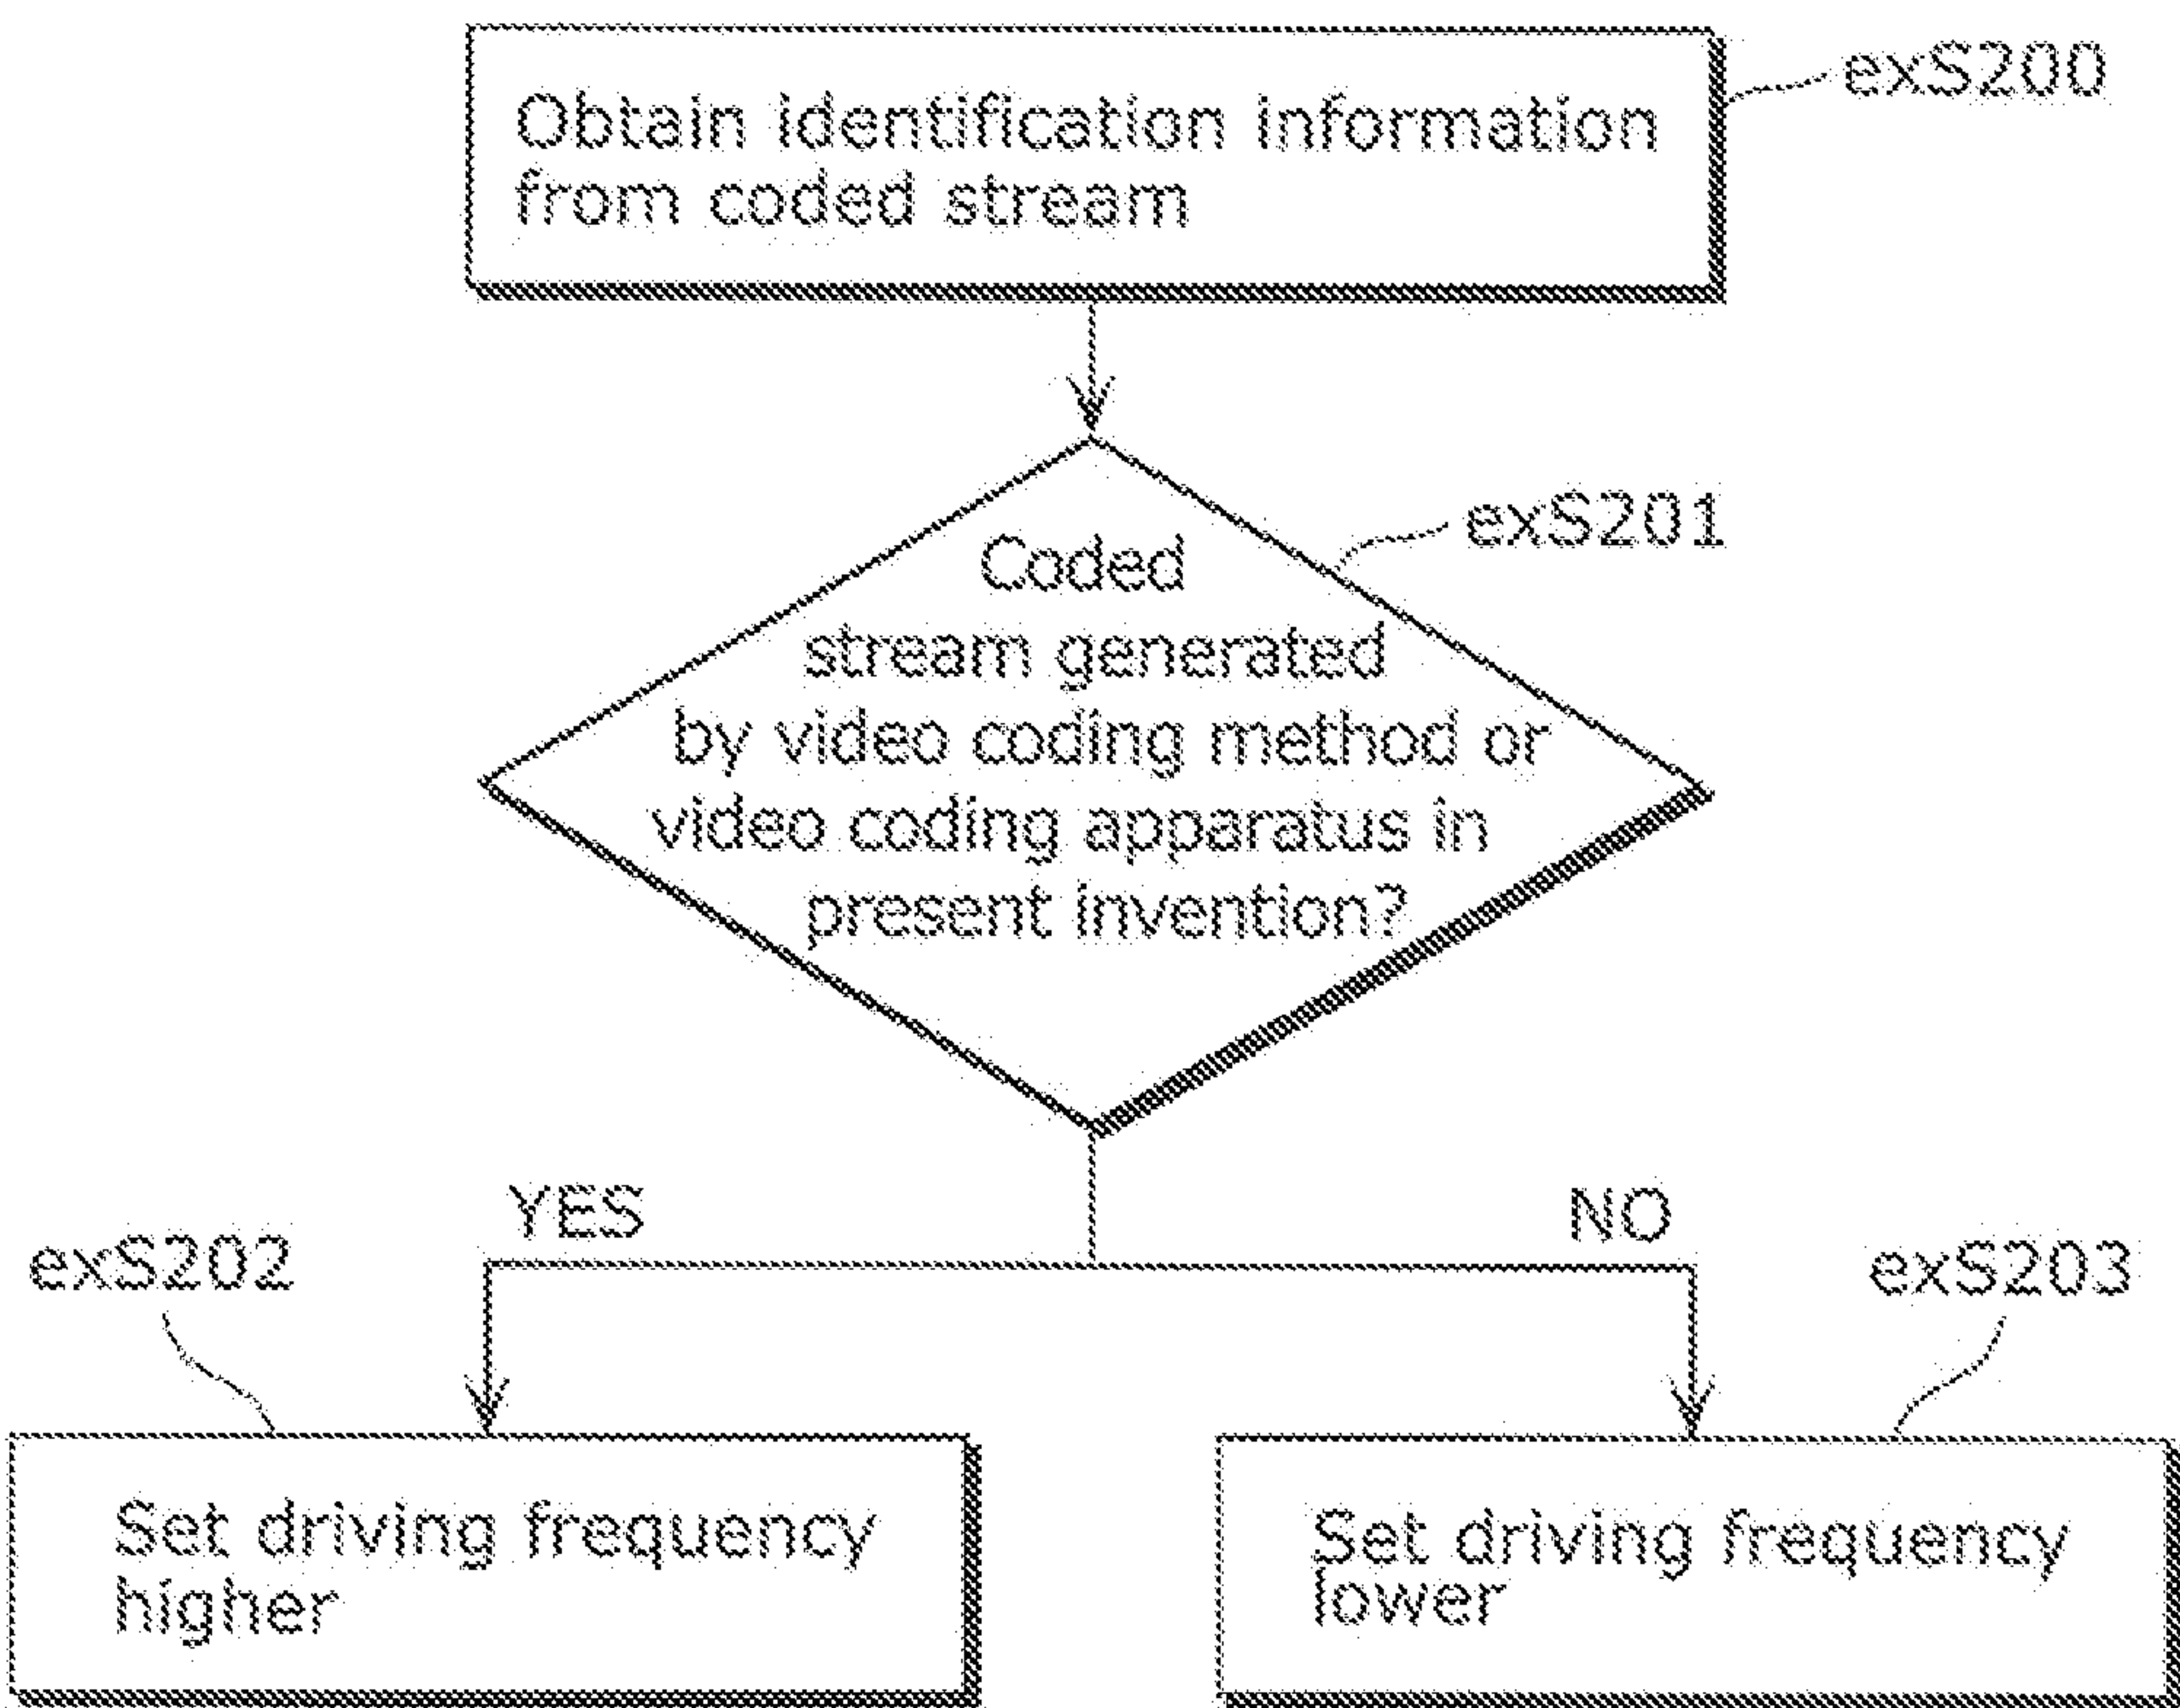 Obtain identification information
from coded stream
exS200
exS201
Coded
stream generated
by video coding method or
video coding apparatus in
present invention?
YES
NO
exS202
exS203
Set driving frequency
higher
Set driving frequency
lower